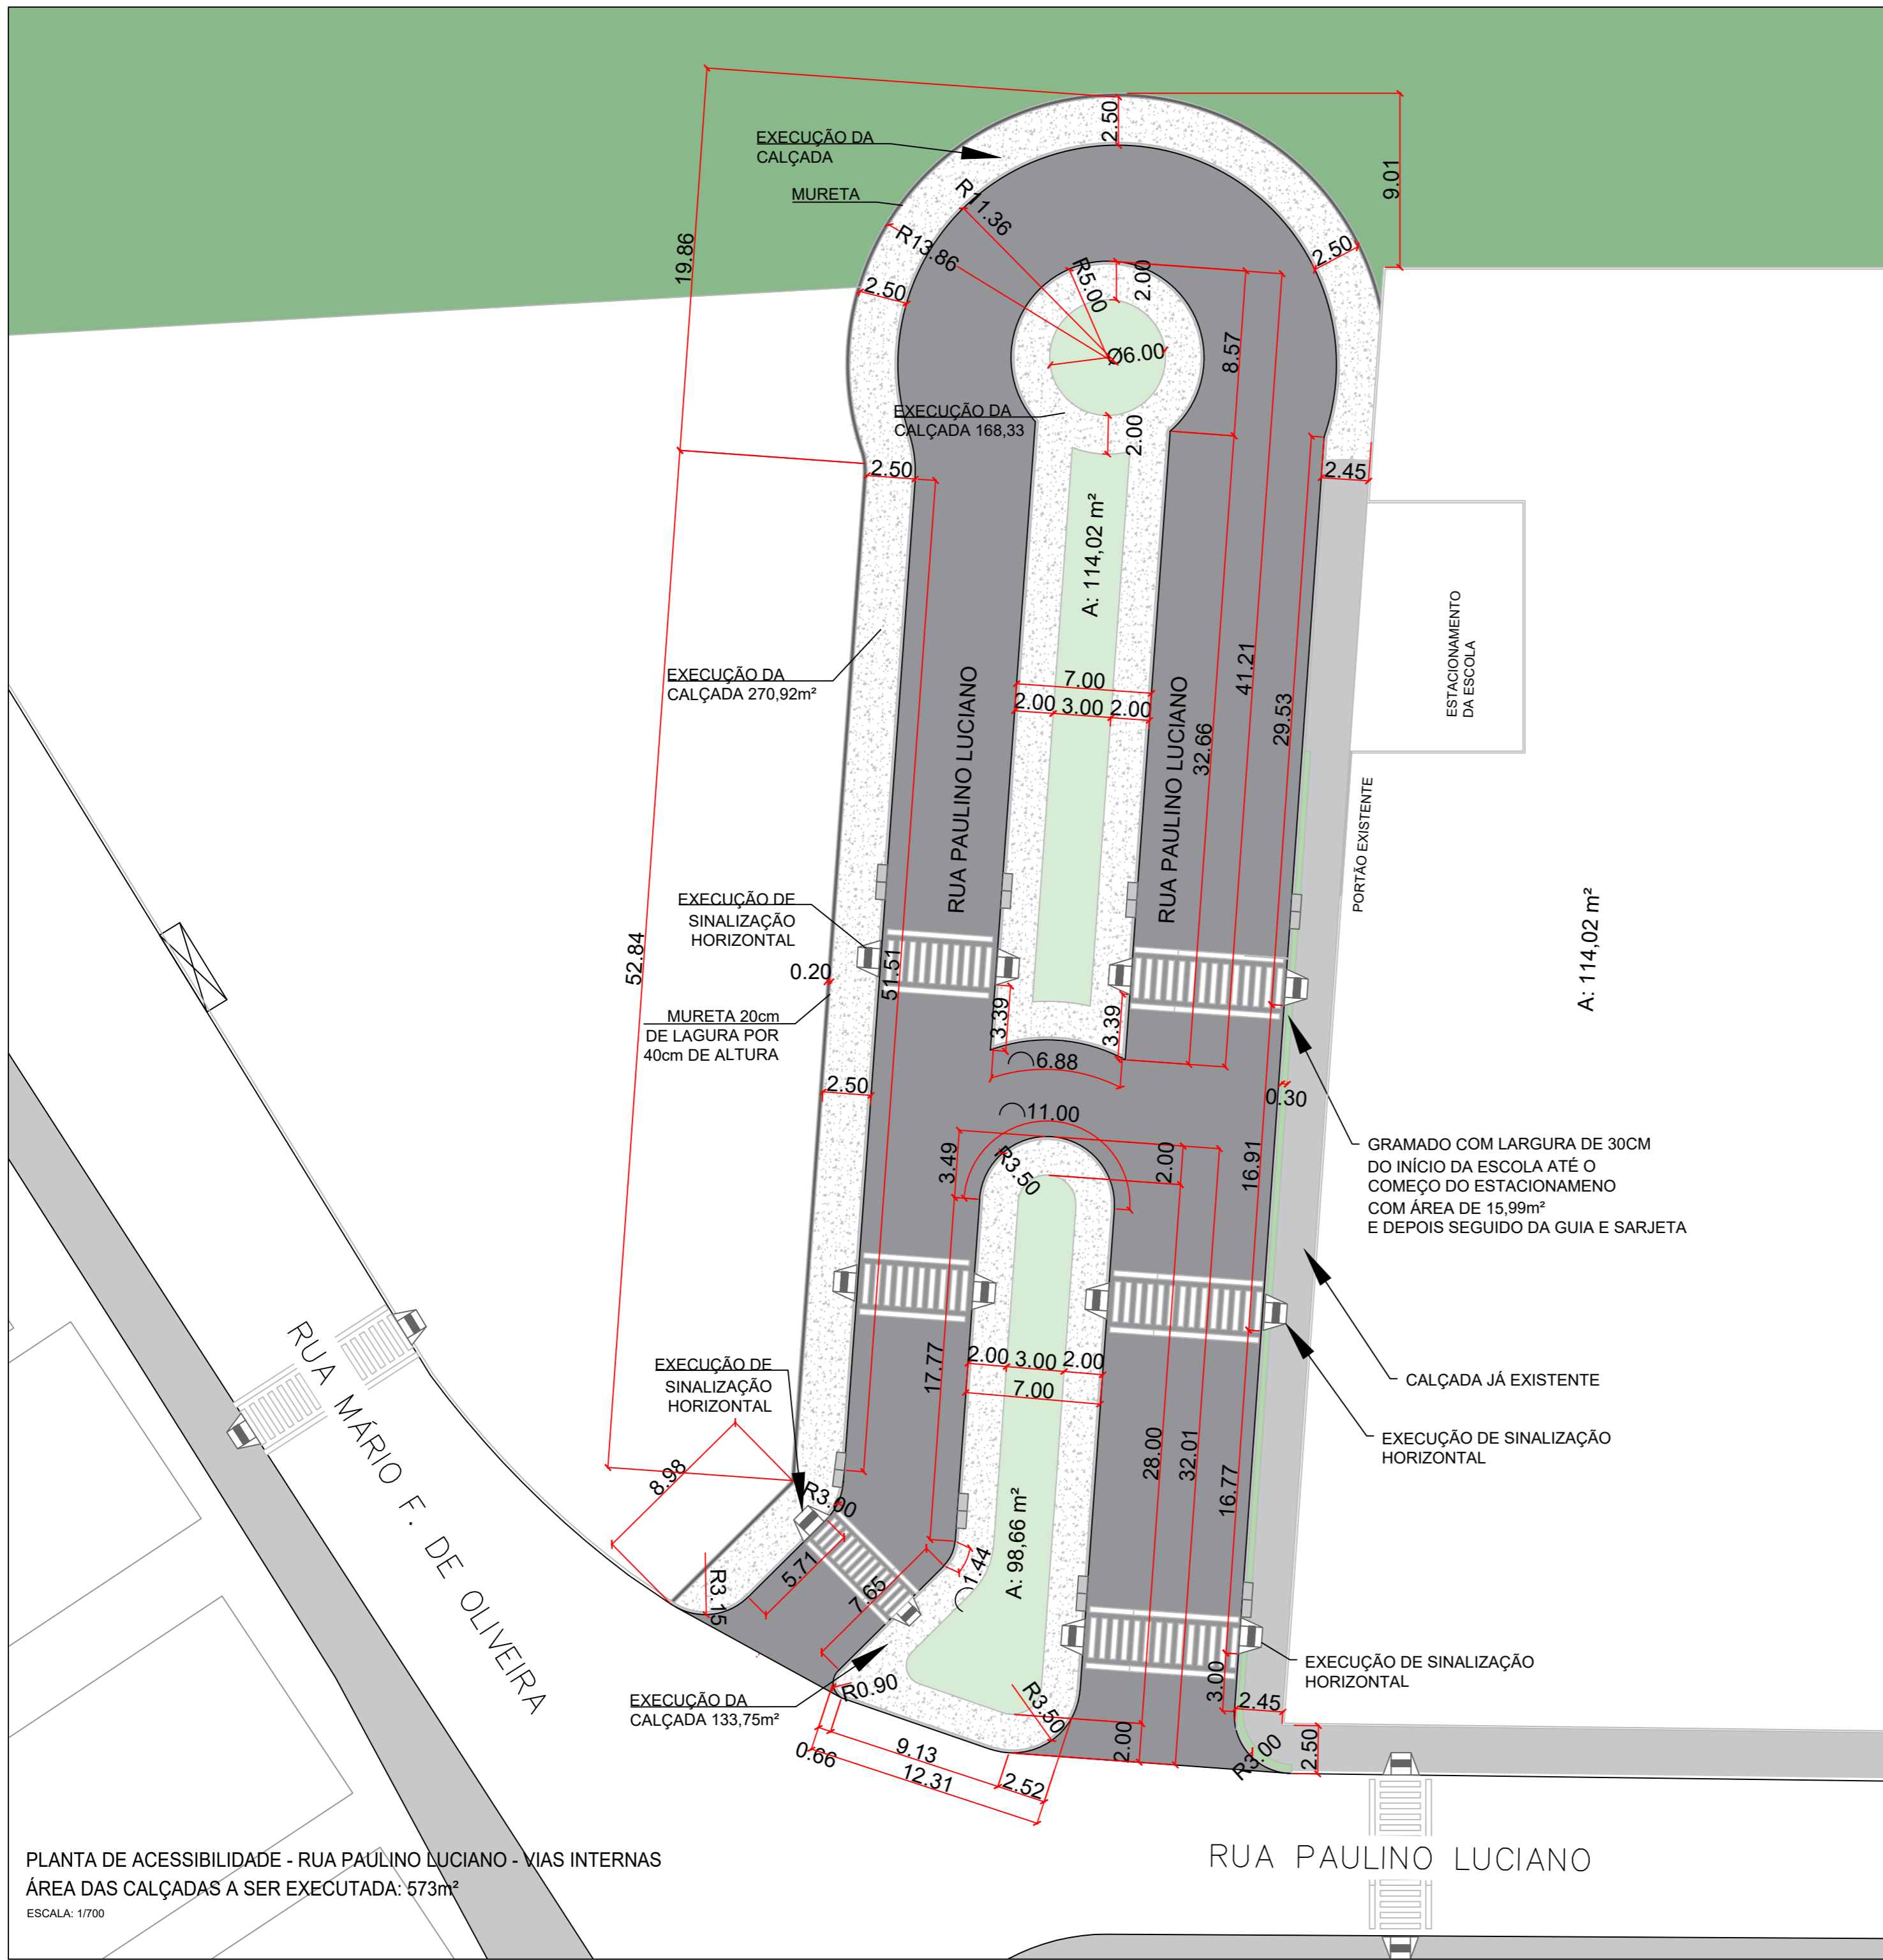 2.50
9.01
EXECUÇÃO DA
CALÇADA
MURETA
R11.36
R13.86
19.86
2.50
2.50
R5.00
2.00
Ø6.00
8.57
EXECUÇÃO DA
CALÇADA 168,33
2.00
2.50
2.45
A: 114,02 m²
ESTACIONAMENTO
DA ESCOLA
EXECUÇÃO DA
CALÇADA 270,92m²
RUA PAULINO LUCIANO
7.00
2.00
3.00
2.00
RUA PAULINO LUCIANO
32.66
41.21
29.53
PORTÃO EXISTENTE
A: 114,02 m²
EXECUÇÃO DE
SINALIZAÇÃO
HORIZONTAL
52.84
0.20
51.51
MURETA 20cm
DE LAGURA POR
40cm DE ALTURA
3.39
3.39
6.88
2.50
11.00
0.30
3.49
R3.50
2.00
16.91
GRAMADO COM LARGURA DE 30CM
DO INÍCIO DA ESCOLA ATÉ O
COMEÇO DO ESTACIONAMENO
COM ÁREA DE 15,99m²
E DEPOIS SEGUIDO DA GUIA E SARJETA
RUA MÁRIO F. DE OLIVEIRA
EXECUÇÃO DE
SINALIZAÇÃO
HORIZONTAL
17.77
2.00
3.00
2.00
7.00
CALÇADA JÁ EXISTENTE
EXECUÇÃO DE SINALIZAÇÃO
HORIZONTAL
28.00
32.01
16.77
8.98
R3.00
A: 98,66 m²
5.71
7.65
1.44
R3.15
EXECUÇÃO DE SINALIZAÇÃO
HORIZONTAL
EXECUÇÃO DA
CALÇADA 133,75m²
R0.90
R3.50
3.00
2.45
2.00
R3.00
2.50
0.66
9.13
12.31
2.52
RUA PAULINO LUCIANO
PLANTA DE ACESSIBILIDADE - RUA PAULINO LUCIANO - VIAS INTERNAS
ÁREA DAS CALÇADAS A SER EXECUTADA: 573m²
ESCALA: 1/700